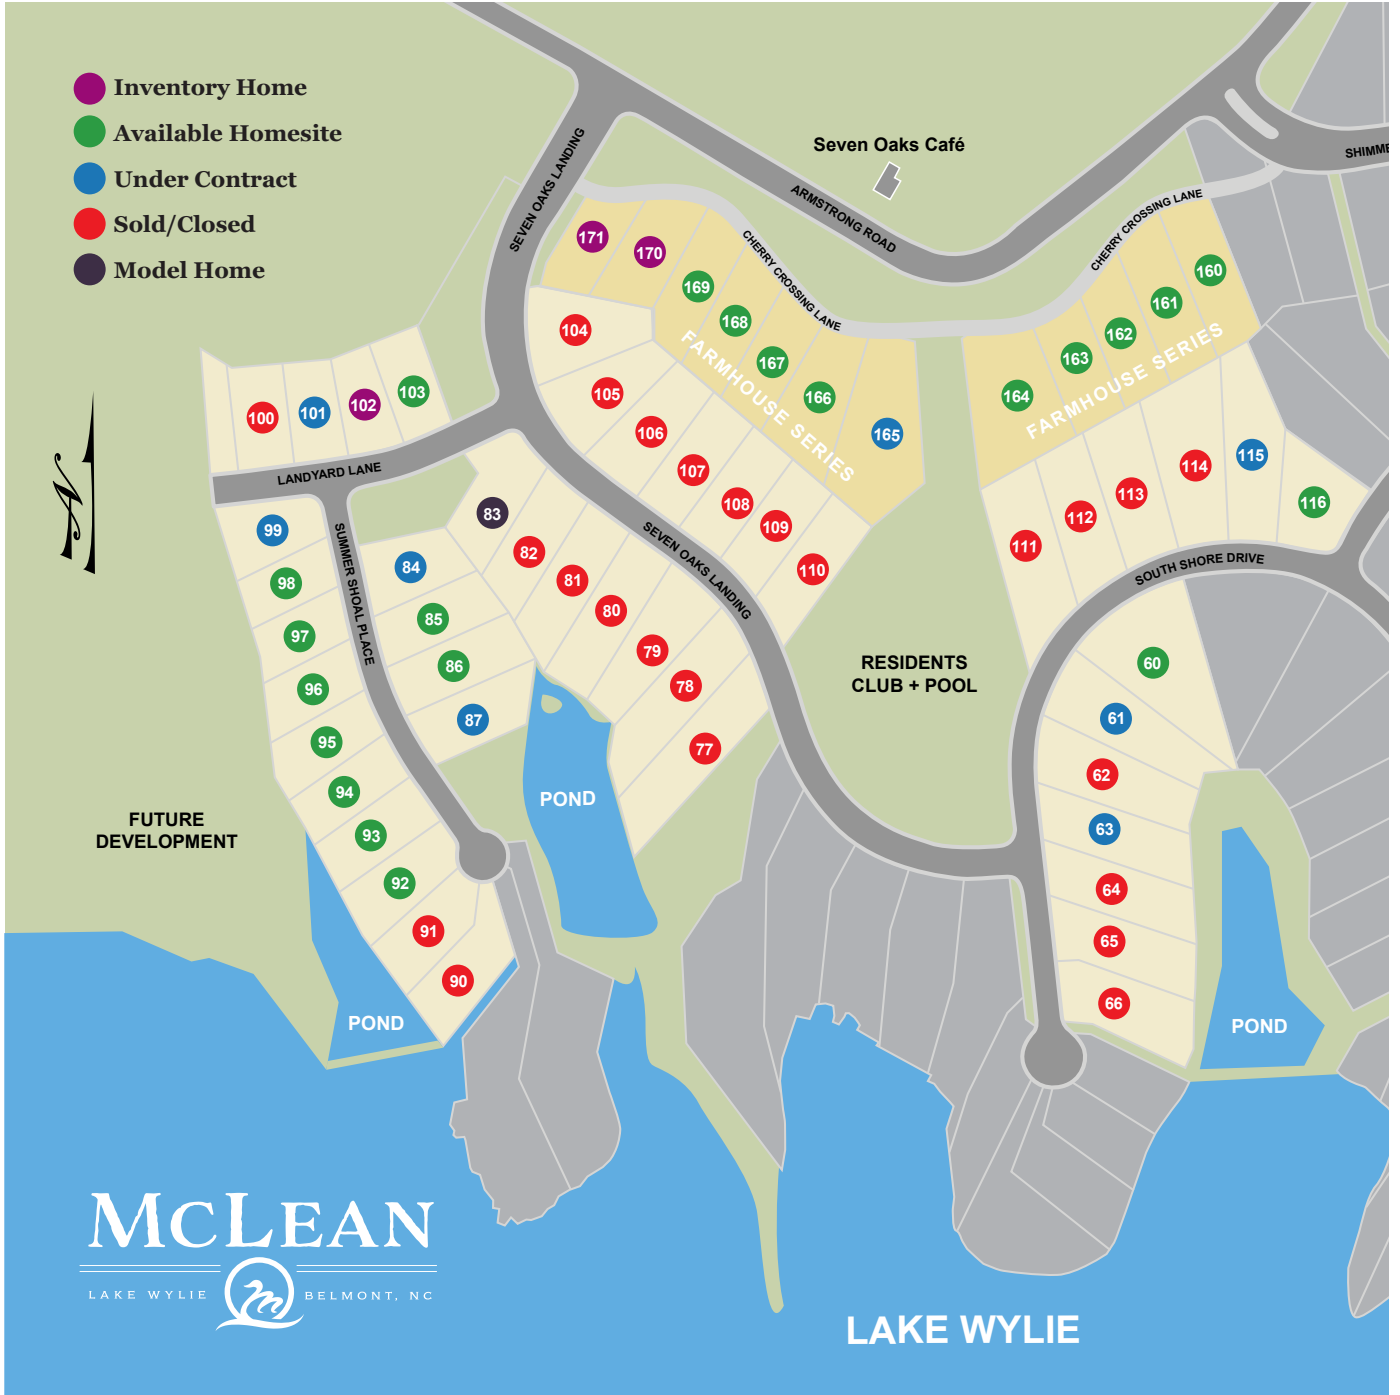 Inventory Home
Available Homesite
Under Contract
Sold/Closed
Model Home
Seven Oaks Café
SEVEN OAKS LANDING
ARMSTRONG ROAD
CHERRY CROSSING LANE
CHERRY CROSSING LANE
SHIMME
171
170
169
168
167
166
165
FARMHOUSE SERIES
160
161
162
163
164
FARMHOUSE SERIES
104
105
106
107
108
109
110
100
101
102
103
LANDYARD LANE
SUMMER SHOAL PLACE
SEVEN OAKS LANDING
SOUTH SHORE DRIVE
111
112
113
114
115
116
99
98
97
96
95
94
93
92
91
90
84
85
86
87
83
82
81
80
79
78
77
60
61
62
63
64
65
66
RESIDENTS
CLUB + POOL
FUTURE
DEVELOPMENT
POND
POND
POND
MCLEAN
LAKE WYLIE
BELMONT, NC
LAKE WYLIE